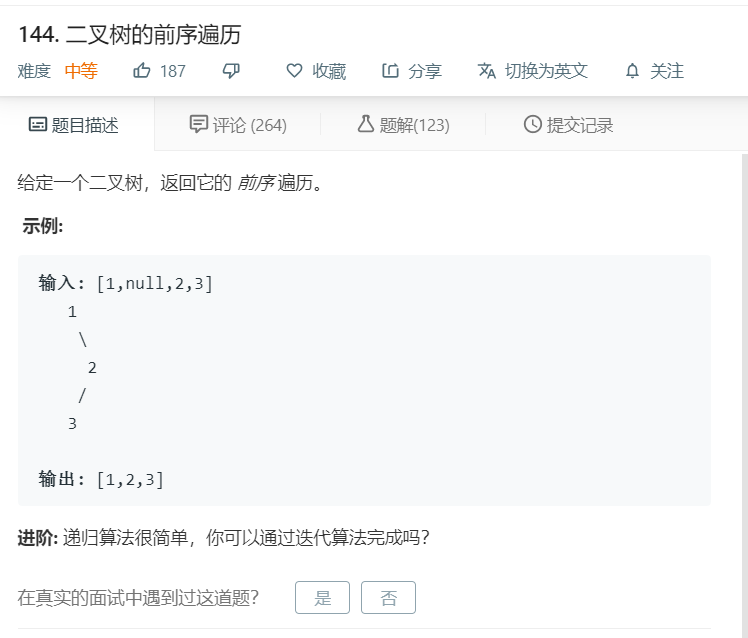 144. 二叉树的前序遍历
难度 中等 187 收藏 分享 切换为英文 关注
题目描述 评论 (264) 题解(123) 提交记录
给定一个二叉树，返回它的 前序 遍历。
示例:
输入: [1,null,2,3]
1
\
2
/
3
输出: [1,2,3]
进阶: 递归算法很简单，你可以通过迭代算法完成吗？
在真实的面试中遇到过这道题？ 是 否